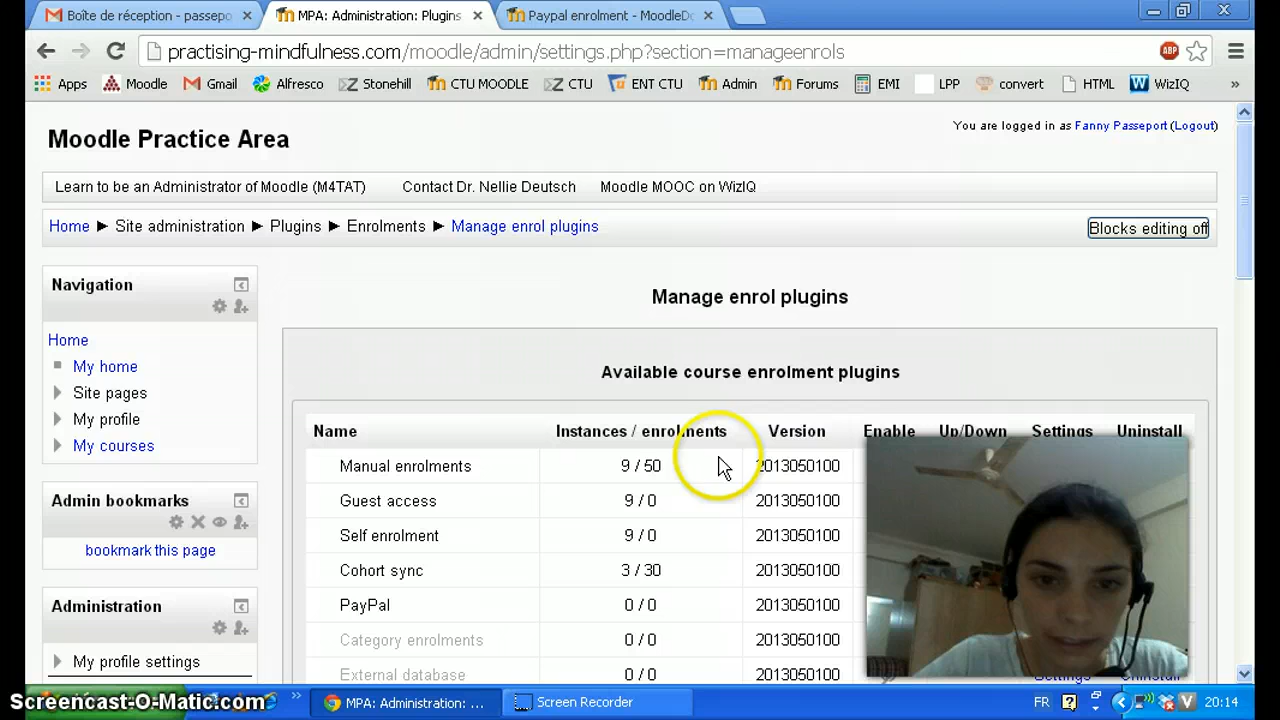 Boîte de réception - passepo
MPA: Administration: Plugins
Paypal enrolment - MoodleDo
practising-mindfulness.com/moodle/admin/settings.php?section=manageenrols
ABP
Apps Moodle Gmail Alfresco Stonehill CTU MOODLE CTU ENT CTU Admin Forums EMI LPP convert HTML WizIQ »
You are logged in as Fanny Passeport (Logout)
Moodle Practice Area
Learn to be an Administrator of Moodle (M4TAT) Contact Dr. Nellie Deutsch Moodle MOOC on WizIQ
Home ► Site administration ► Plugins ► Enrolments ► Manage enrol plugins
Blocks editing off
Navigation
Home
My home
Site pages
My profile
My courses
Admin bookmarks
bookmark this page
Administration
My profile settings
Manage enrol plugins
Available course enrolment plugins
Name Instances / enrolments Version Enable Up/Down Settings Uninstall
Manual enrolments 9 / 50 2013050100
Guest access 9 / 0 2013050100
Self enrolment 9 / 0 2013050100
Cohort sync 3 / 30 2013050100
PayPal 0 / 0 2013050100
Category enrolments 0 / 0 2013050100
External database 0 / 0 2013050100 Settings Uninstall
Screencast-O-Matic.com
» MPA: Administration: ... Screen Recorder FR 20:14